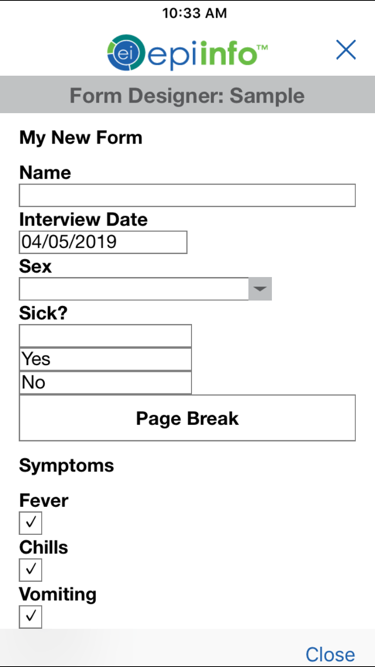 10:33 AM
ei epiinfo™
Form Designer: Sample
My New Form
Name
Interview Date
04/05/2019
Sex
Sick?
Yes
No
Page Break
Symptoms
Fever
Chills
Vomiting
Close